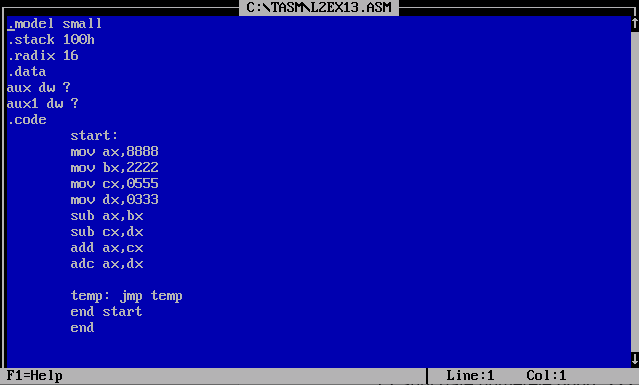 C:\TASM\L2EX13.ASM
.model small
.stack 100h
.radix 16
.data
aux dw ?
aux1 dw ?
.code
start:
mov ax,8888
mov bx,2222
mov cx,0555
mov dx,0333
sub ax,bx
sub cx,dx
add ax,cx
adc ax,dx
temp: jmp temp
end start
end
F1=Help Line:1 Col:1